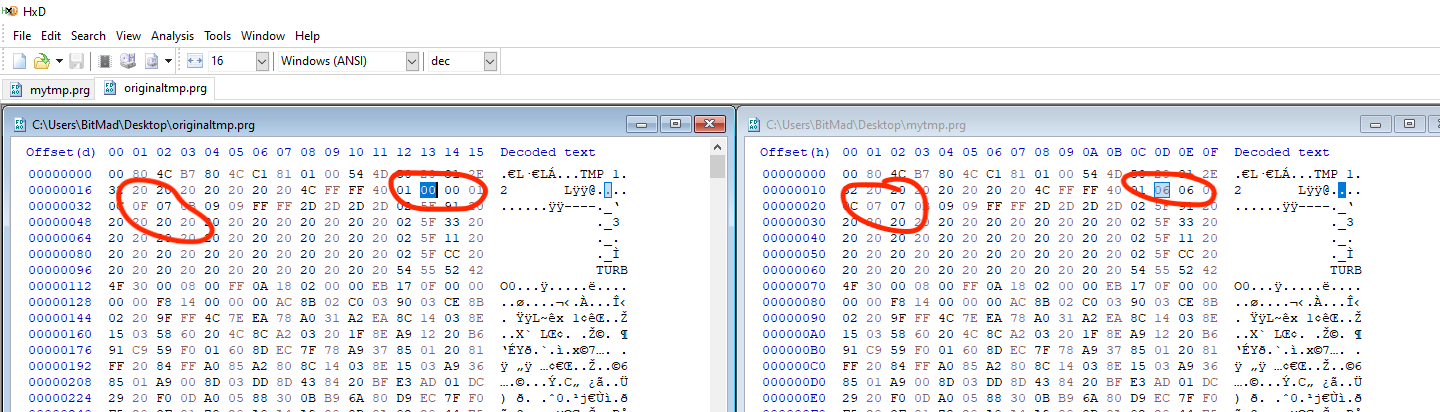 HxD
File Edit Search View Analysis Tools Window Help
16 Windows (ANSI) dec
mytmp.prg originaltmp.prg
C:\Users\BitMad\Desktop\originaltmp.prg
Offset(d) 00 01 02 03 04 05 06 07 08 09 10 11 12 13 14 15 Decoded text
00000000 00 80 4C B7 80 4C C1 81 01 00 54 4D 50 20 31 2E .€L·€LÁ...TMP 1.
00000016 32 20 20 20 20 20 20 20 4C FF FF 40 01 00 00 01 2 Lÿÿ@....
00000032 0C 0F 07 0B 09 09 FF FF 2D 2D 2D 2D 02 5F 91 20 ......ÿÿ----._‘
00000048 20 20 20 20 20 20 20 20 20 20 20 20 02 5F 33 20 ._3
00000064 20 20 20 20 20 20 20 20 20 20 20 20 02 5F 11 20 ._.
00000080 20 20 20 20 20 20 20 20 20 20 20 20 02 5F CC 20 ._Ì
00000096 20 20 20 20 20 20 20 20 20 20 20 20 54 55 52 42 TURB
00000112 4F 30 00 08 00 FF 0A 18 02 00 00 EB 17 0F 00 00 O0...ÿ.....ë....
00000128 00 00 F8 14 00 00 00 AC 8B 02 C0 03 90 03 CE 8B ..ø....¬‹.À...Î‹
00000144 02 20 9F FF 4C 7E EA 78 A0 31 A2 EA 8C 14 03 8E . ŸÿL~êx 1¢êŒ..Ž
00000160 15 03 58 60 20 4C 8C A2 03 20 1F 8E A9 12 20 B6 ..X` LŒ¢. .Ž©. ¶
00000176 91 C9 59 F0 01 60 8D EC 7F 78 A9 37 85 01 20 81 ‘ÉYð.`.ì.x©7…. .
00000192 FF 20 84 FF A0 85 A2 80 8C 14 03 8E 15 03 A9 36 ÿ „ÿ …¢€Œ..Ž..©6
00000208 85 01 A9 00 8D 03 DD 8D 43 84 20 BF E3 AD 01 DC ….©...Ý.C„ ¿ã­.Ü
00000224 29 20 F0 0D A0 05 88 30 0B B9 6A 80 D9 EC 7F F0 ) ð. .ˆ0.¹j€Ùì.ð
C:\Users\BitMad\Desktop\mytmp.prg
Offset(h) 00 01 02 03 04 05 06 07 08 09 0A 0B 0C 0D 0E 0F Decoded text
00000000 00 80 4C B7 80 4C C1 81 01 00 54 4D 50 20 31 2E .€L·€LÁ...TMP 1.
00000010 32 20 20 20 20 20 20 20 4C FF FF 40 01 06 06 01 2 Lÿÿ@....
00000020 0C 07 07 0B 09 09 FF FF 2D 2D 2D 2D 02 5F 91 20 ......ÿÿ----._‘
00000030 20 20 20 20 20 20 20 20 20 20 20 20 02 5F 33 20 ._3
00000040 20 20 20 20 20 20 20 20 20 20 20 20 02 5F 11 20 ._.
00000050 20 20 20 20 20 20 20 20 20 20 20 20 02 5F CC 20 ._Ì
00000060 20 20 20 20 20 20 20 20 20 20 20 20 54 55 52 42 TURB
00000070 4F 30 00 08 00 FF 0A 18 02 00 00 EB 17 0F 00 00 O0...ÿ.....ë....
00000080 00 00 F8 14 00 00 00 AC 8B 02 C0 03 90 03 CE 8B ..ø....¬‹.À...Î‹
00000090 02 20 9F FF 4C 7E EA 78 A0 31 A2 EA 8C 14 03 8E . ŸÿL~êx 1¢êŒ..Ž
000000A0 15 03 58 60 20 4C 8C A2 03 20 1F 8E A9 12 20 B6 ..X` LŒ¢. .Ž©. ¶
000000B0 91 C9 59 F0 01 60 8D EC 7F 78 A9 37 85 01 20 81 ‘ÉYð.`.ì.x©7…. .
000000C0 FF 20 84 FF A0 85 A2 80 8C 14 03 8E 15 03 A9 36 ÿ „ÿ …¢€Œ..Ž..©6
000000D0 85 01 A9 00 8D 03 DD 8D 43 84 20 BF E3 AD 01 DC ….©...Ý.C„ ¿ã­.Ü
000000E0 29 20 F0 0D A0 05 88 30 0B B9 6A 80 D9 EC 7F F0 ) ð. .ˆ0.¹j€Ùì.ð